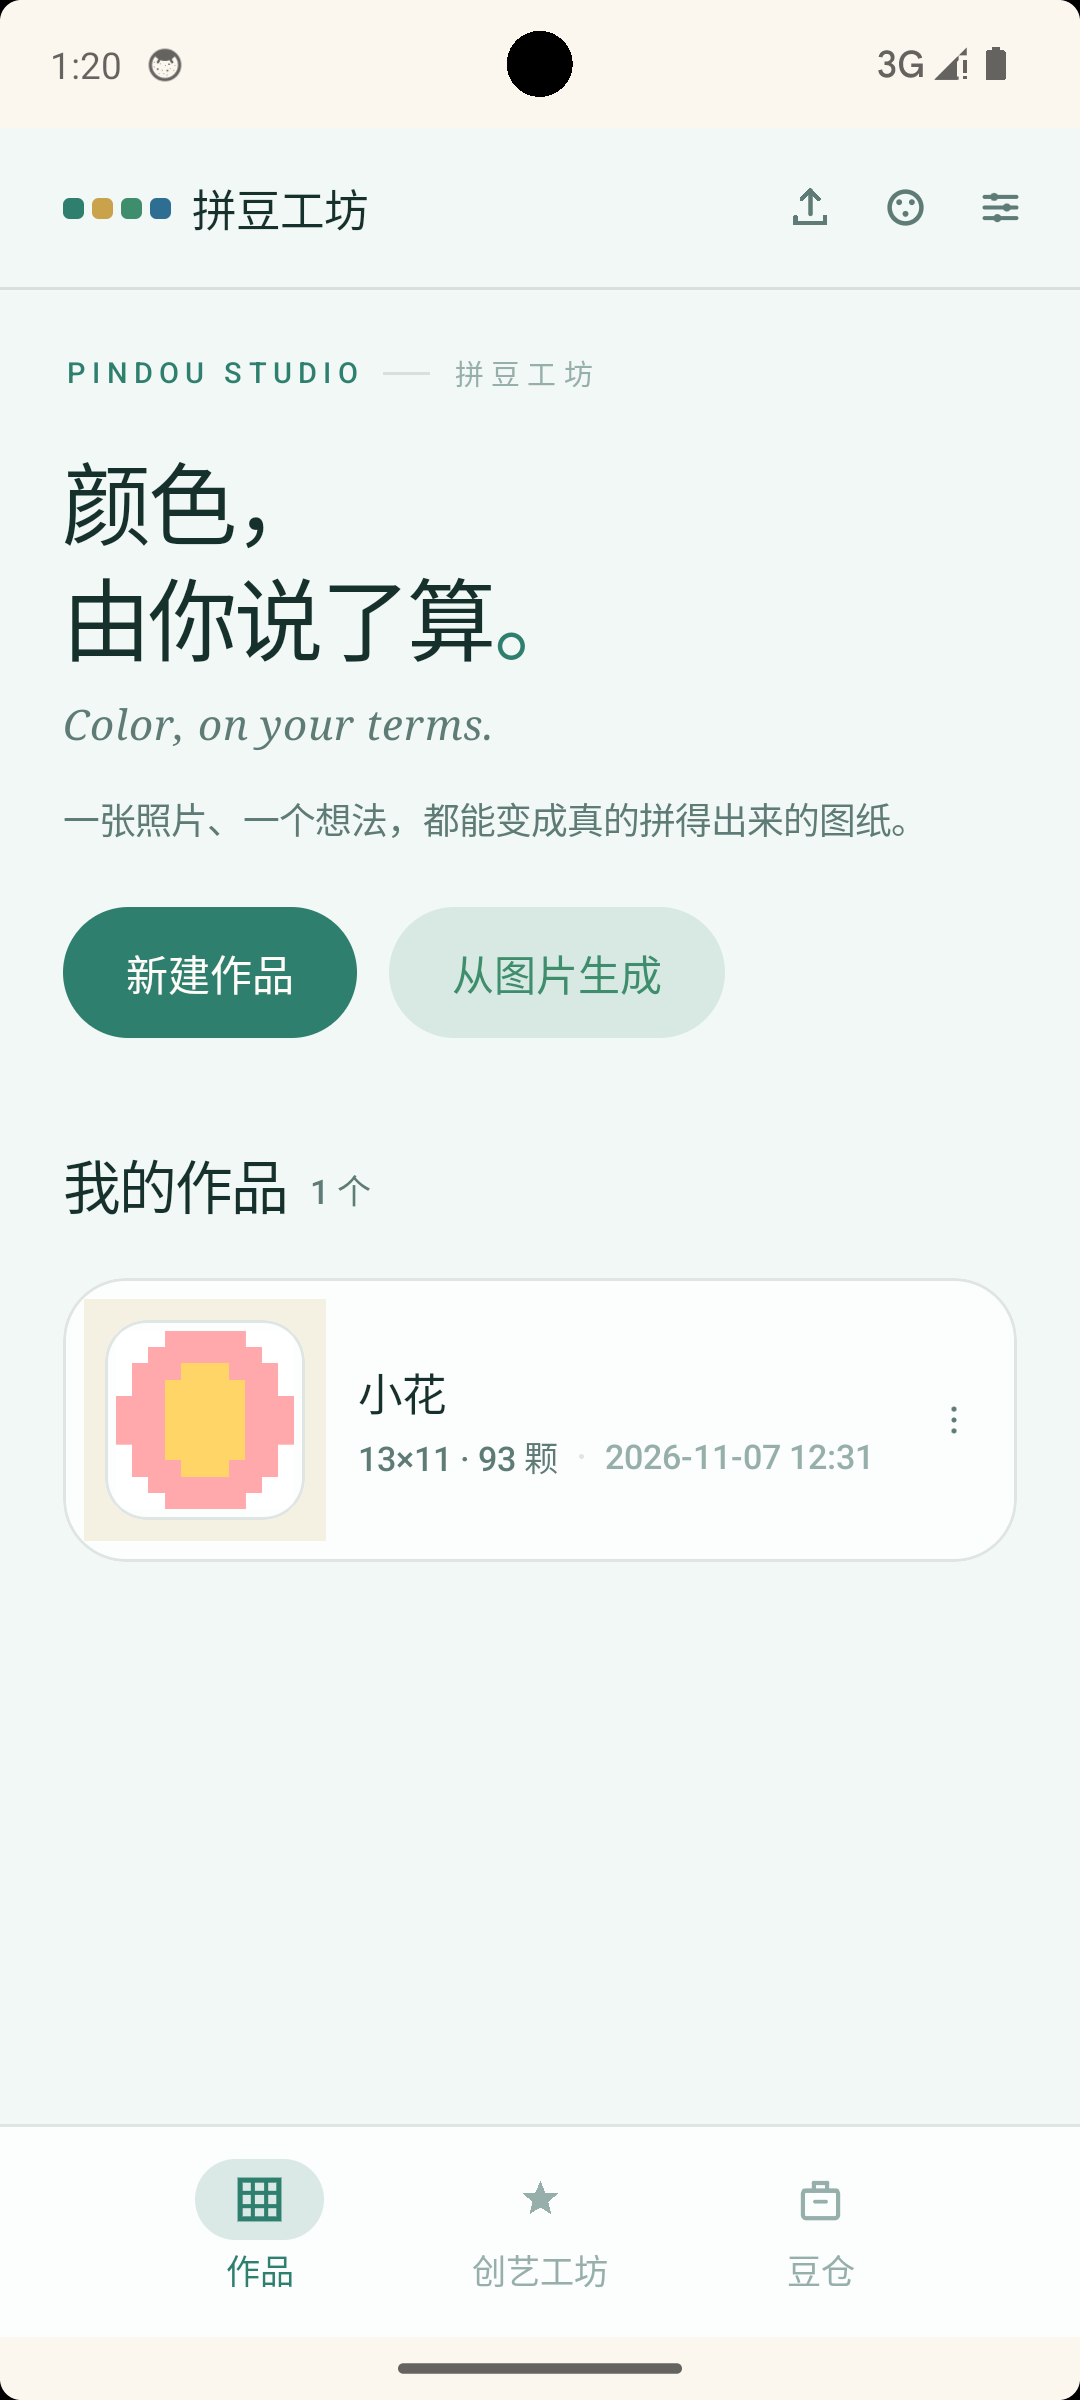 1:20
3G
拼豆工坊
PINDOU STUDIO 拼豆工坊
颜色，
由你说了算。
Color, on your terms.
一张照片、一个想法，都能变成真的拼得出来的图纸。
新建作品
从图片生成
我的作品 1 个
小花
13×11 · 93 颗 · 2026-11-07 12:31
作品
创艺工坊
豆仓